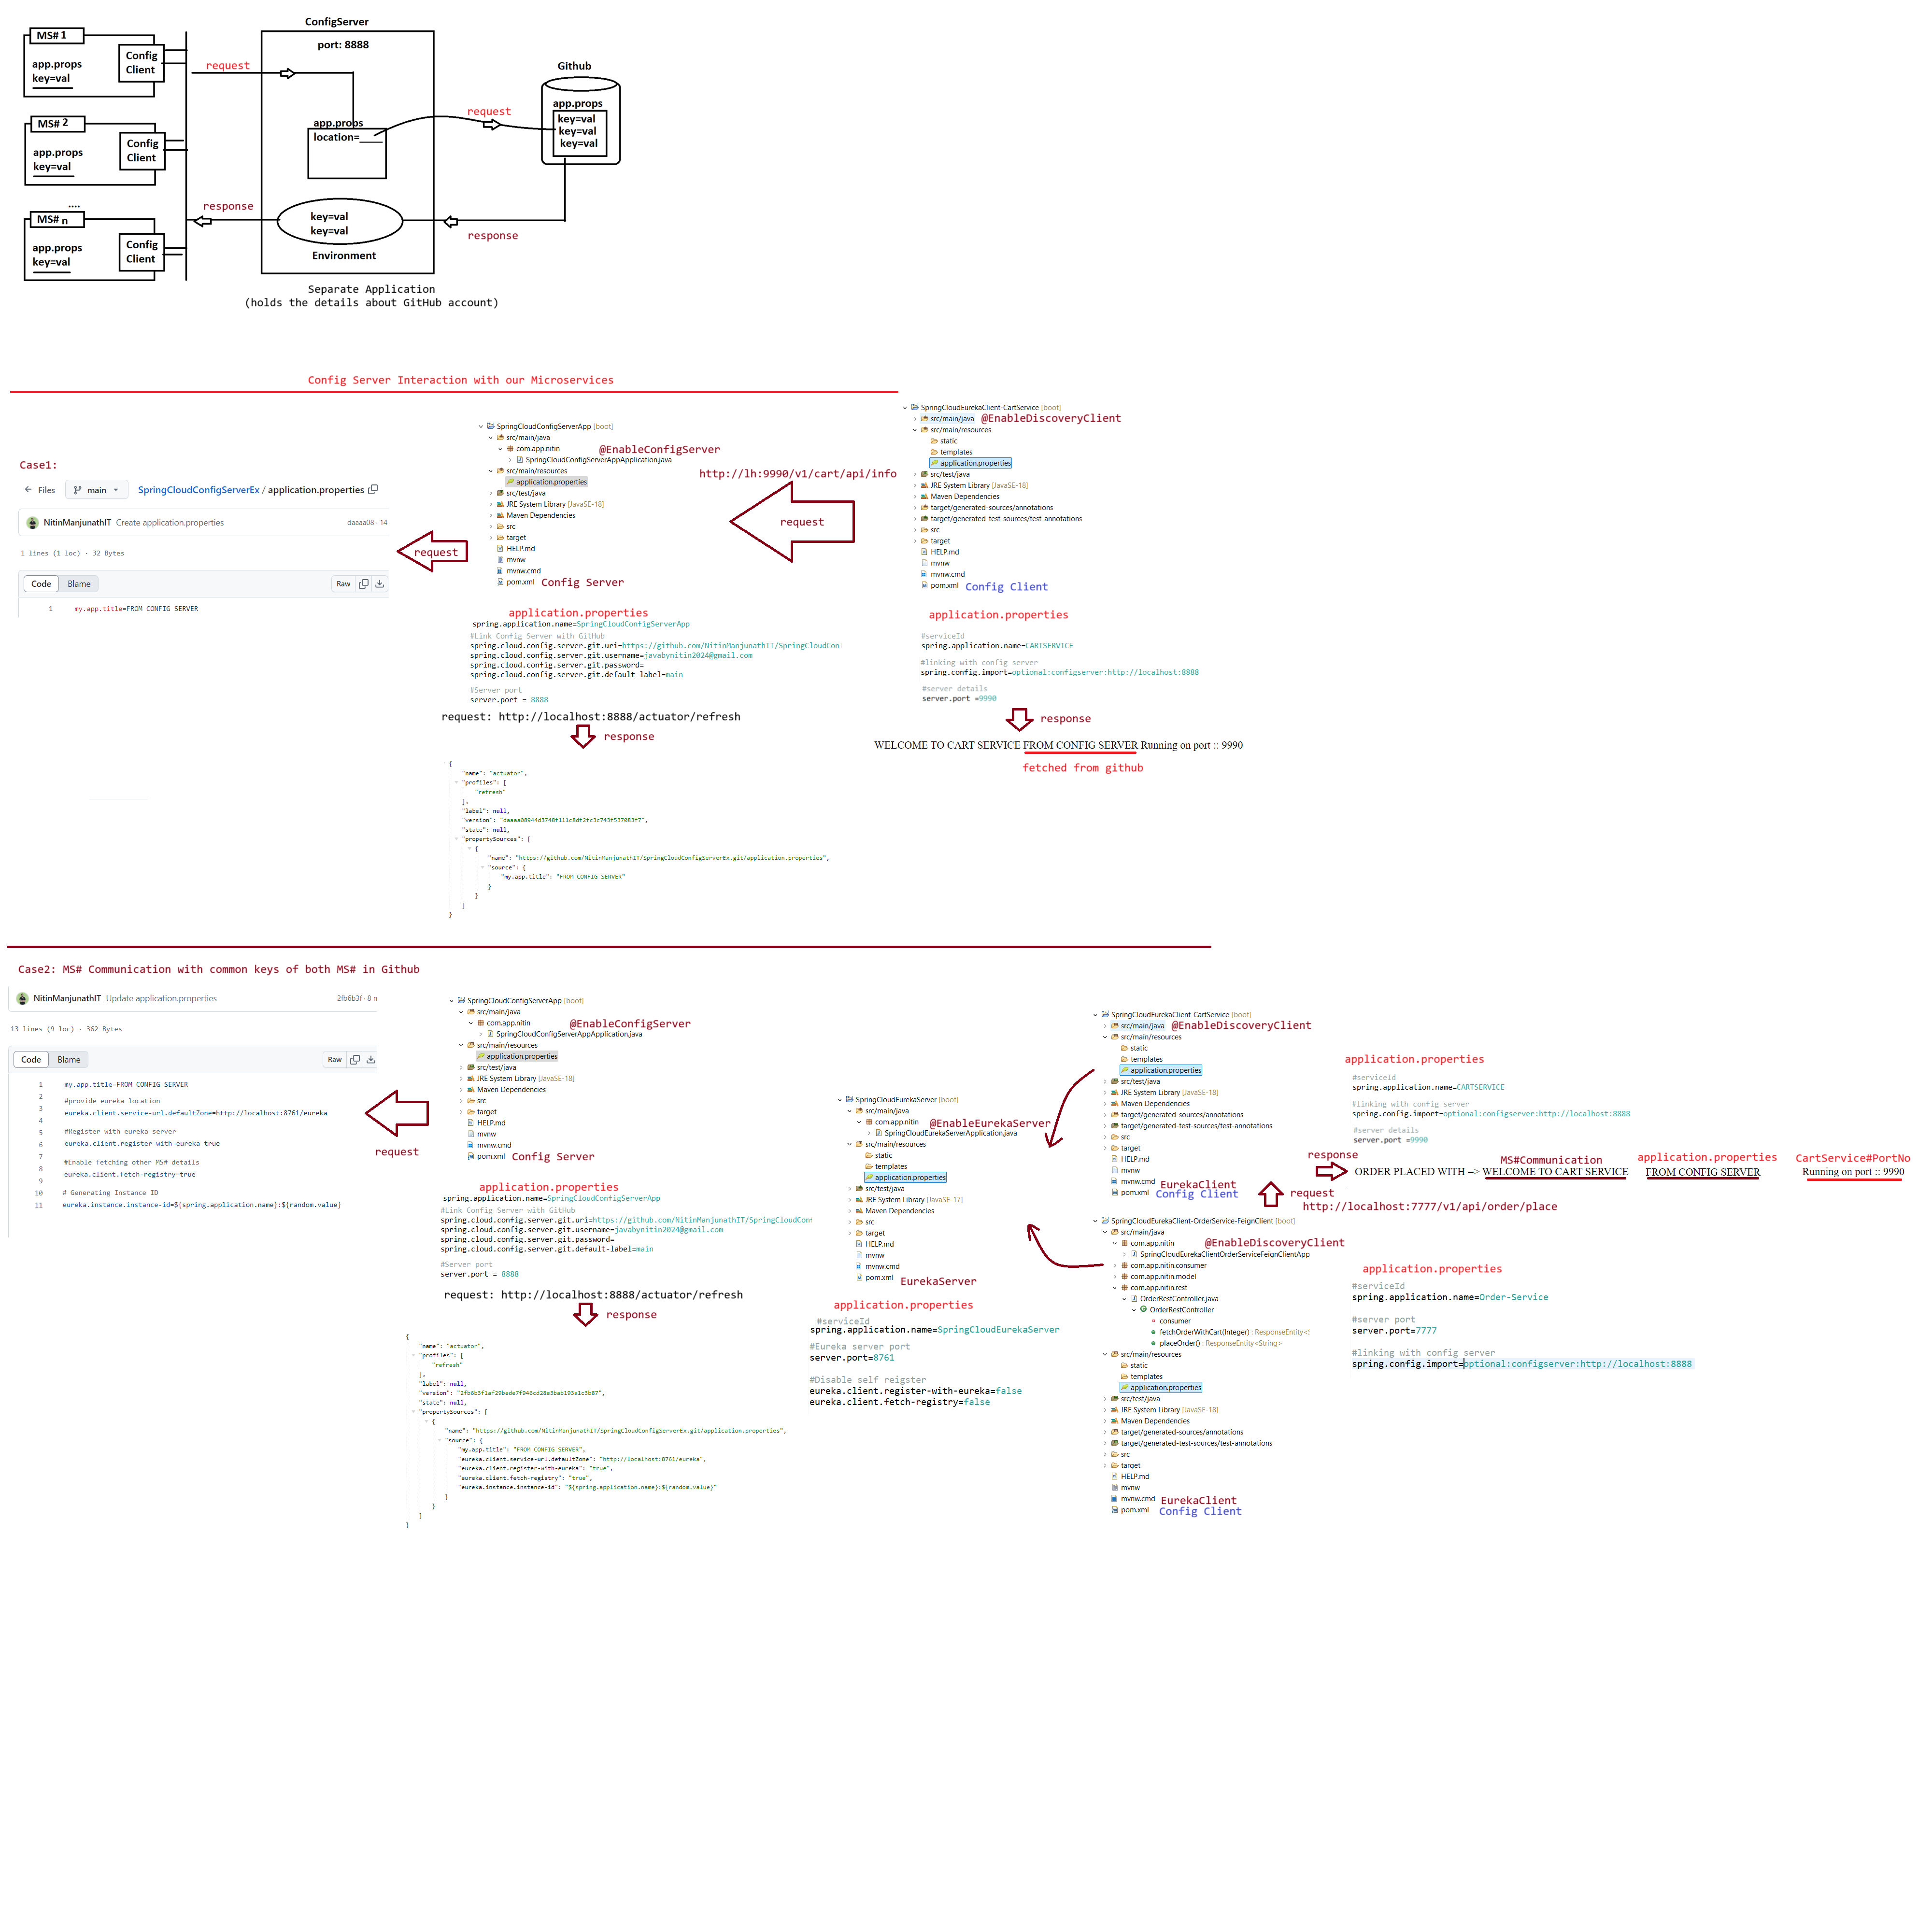 ConfigServer
port: 8888
MS# 1
app.props
key=val
Config
Client
request
MS# 2
app.props
key=val
Config
Client
....
MS# n
app.props
key=val
Config
Client
app.props
location=____
request
Github
app.props
key=val
key=val
key=val
response
key=val
key=val
Environment
response
Separate Application
(holds the details about GitHub account)
Config Server Interaction with our Microservices
Case1:
Files
main
SpringCloudConfigServerEx / application.properties
NitinManjunathIT Create application.properties
daaaa08 · 14
1 lines (1 loc) · 32 Bytes
Code Blame
Raw
1 my.app.title=FROM CONFIG SERVER
request
SpringCloudConfigServerApp [boot]
src/main/java
com.app.nitin
@EnableConfigServer
SpringCloudConfigServerAppApplication.java
src/main/resources
application.properties
src/test/java
JRE System Library [JavaSE-18]
Maven Dependencies
src
target
HELP.md
mvnw
mvnw.cmd
pom.xml
Config Server
application.properties
spring.application.name=SpringCloudConfigServerApp
#Link Config Server with GitHub
spring.cloud.config.server.git.uri=https://github.com/NitinManjunathIT/SpringCloudCon
spring.cloud.config.server.git.username=javabynitin2024@gmail.com
spring.cloud.config.server.git.password=
spring.cloud.config.server.git.default-label=main
#Server port
server.port = 8888
request: http://localhost:8888/actuator/refresh
response
{
"name": "actuator",
"profiles": [
"refresh"
],
"label": null,
"version": "daaaa08944d3748f111c8df2fc3c743f537083f7",
"state": null,
"propertySources": [
{
"name": "https://github.com/NitinManjunathIT/SpringCloudConfigServerEx.git/application.properties",
"source": {
"my.app.title": "FROM CONFIG SERVER"
}
}
]
}
http://lh:9990/v1/cart/api/info
request
SpringCloudEurekaClient-CartService [boot]
src/main/java
@EnableDiscoveryClient
src/main/resources
static
templates
application.properties
src/test/java
JRE System Library [JavaSE-18]
Maven Dependencies
target/generated-sources/annotations
target/generated-test-sources/test-annotations
src
target
HELP.md
mvnw
mvnw.cmd
pom.xml
Config Client
application.properties
#serviceId
spring.application.name=CARTSERVICE
#linking with config server
spring.config.import=optional:configserver:http://localhost:8888
#server details
server.port =9990
response
WELCOME TO CART SERVICE FROM CONFIG SERVER Running on port :: 9990
fetched from github
Case2: MS# Communication with common keys of both MS# in Github
NitinManjunathIT Update application.properties
2fb6b3f · 8 m
13 lines (9 loc) · 362 Bytes
Code Blame
Raw
1 my.app.title=FROM CONFIG SERVER
2
3 #provide eureka location
4 eureka.client.service-url.defaultZone=http://localhost:8761/eureka
5 #Register with eureka server
6 eureka.client.register-with-eureka=true
7
8 #Enable fetching other MS# details
9 eureka.client.fetch-registry=true
10 # Generating Instance ID
11 eureka.instance.instance-id=${spring.application.name}:${random.value}
request
SpringCloudConfigServerApp [boot]
src/main/java
com.app.nitin
@EnableConfigServer
SpringCloudConfigServerAppApplication.java
src/main/resources
application.properties
src/test/java
JRE System Library [JavaSE-18]
Maven Dependencies
src
target
HELP.md
mvnw
mvnw.cmd
pom.xml
Config Server
application.properties
spring.application.name=SpringCloudConfigServerApp
#Link Config Server with GitHub
spring.cloud.config.server.git.uri=https://github.com/NitinManjunathIT/SpringCloudCon
spring.cloud.config.server.git.username=javabynitin2024@gmail.com
spring.cloud.config.server.git.password=
spring.cloud.config.server.git.default-label=main
#Server port
server.port = 8888
request: http://localhost:8888/actuator/refresh
response
{
"name": "actuator",
"profiles": [
"refresh"
],
"label": null,
"version": "2fb6b3f1af29bede7f946cd28e3bab193a1c3b87",
"state": null,
"propertySources": [
{
"name": "https://github.com/NitinManjunathIT/SpringCloudConfigServerEx.git/application.properties",
"source": {
"my.app.title": "FROM CONFIG SERVER",
"eureka.client.service-url.defaultZone": "http://localhost:8761/eureka",
"eureka.client.register-with-eureka": "true",
"eureka.client.fetch-registry": "true",
"eureka.instance.instance-id": "${spring.application.name}:${random.value}"
}
}
]
}
SpringCloudEurekaServer [boot]
src/main/java
com.app.nitin
@EnableEurekaServer
SpringCloudEurekaServerApplication.java
src/main/resources
static
templates
application.properties
src/test/java
JRE System Library [JavaSE-17]
Maven Dependencies
src
target
HELP.md
mvnw
mvnw.cmd
pom.xml
EurekaServer
application.properties
#serviceId
spring.application.name=SpringCloudEurekaServer
#Eureka server port
server.port=8761
#Disable self reigster
eureka.client.register-with-eureka=false
eureka.client.fetch-registry=false
SpringCloudEurekaClient-CartService [boot]
src/main/java
@EnableDiscoveryClient
src/main/resources
static
templates
application.properties
src/test/java
JRE System Library [JavaSE-18]
Maven Dependencies
target/generated-sources/annotations
target/generated-test-sources/test-annotations
src
target
HELP.md
mvnw
mvnw.cmd
pom.xml
EurekaClient
Config Client
application.properties
#serviceId
spring.application.name=CARTSERVICE
#linking with config server
spring.config.import=optional:configserver:http://localhost:8888
#server details
server.port =9990
response
MS#Communication
application.properties
CartService#PortNo
ORDER PLACED WITH => WELCOME TO CART SERVICE FROM CONFIG SERVER Running on port :: 9990
request
http://localhost:7777/v1/api/order/place
SpringCloudEurekaClient-OrderService-FeignClient [boot]
src/main/java
com.app.nitin
@EnableDiscoveryClient
SpringCloudEurekaClientOrderServiceFeignClientApp
com.app.nitin.consumer
com.app.nitin.model
com.app.nitin.rest
OrderRestController.java
OrderRestController
consumer
fetchOrderWithCart(Integer) : ResponseEntity<
placeOrder() : ResponseEntity<String>
src/main/resources
static
templates
application.properties
src/test/java
JRE System Library [JavaSE-18]
Maven Dependencies
target/generated-sources/annotations
target/generated-test-sources/test-annotations
src
target
HELP.md
mvnw
mvnw.cmd
pom.xml
EurekaClient
Config Client
application.properties
#serviceId
spring.application.name=Order-Service
#server port
server.port=7777
#linking with config server
spring.config.import=optional:configserver:http://localhost:8888